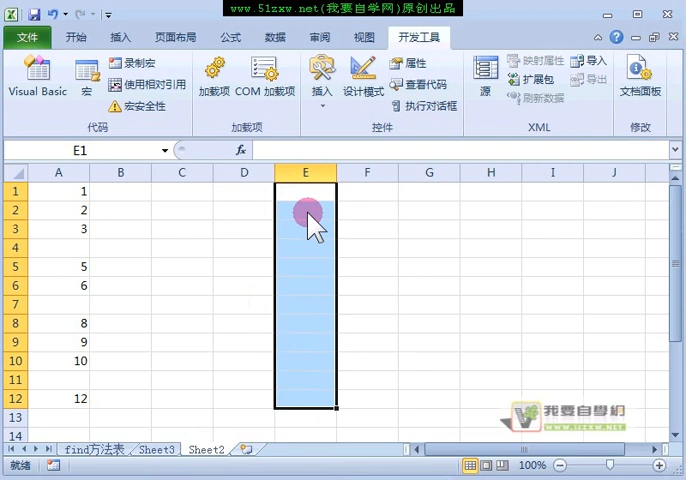 www.51zxw.net(我要自学网)原创出品
文件 开始 插入 页面布局 公式 数据 审阅 视图 开发工具
Visual Basic 宏 录制宏 使用相对引用 宏安全性 加载项 COM 加载项 插入 设计模式 属性 查看代码 执行对话框 源 映射属性 扩展包 刷新数据 导入 导出 文档面板
代码 加载项 控件 XML 修改
E1 fx
A B C D E F G H I J
1 1
2 2
3 3
4
5 5
6 6
7
8 8
9 9
10 10
11
12 12
13
14
我要自學網
WWW.51ZXW.NET
find方法表 Sheet3 Sheet2
就绪 100%